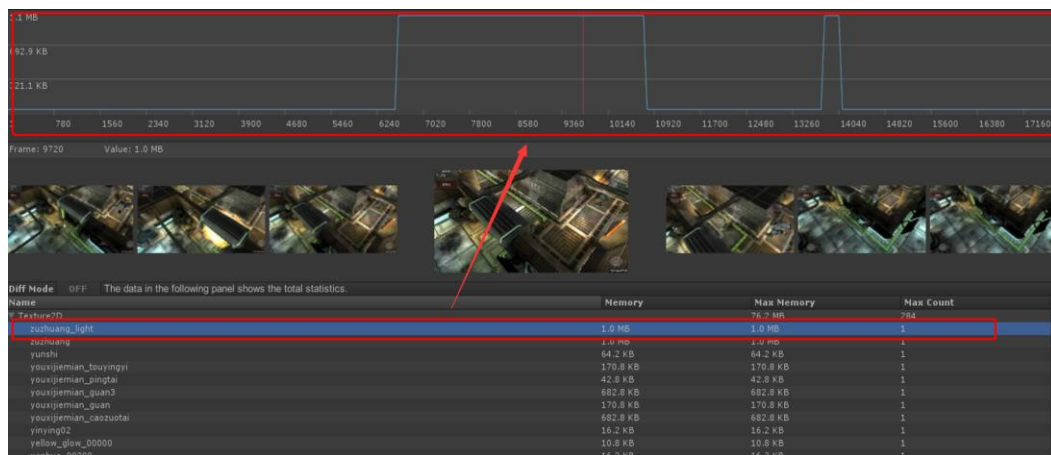 1.1 MB
692.9 KB
221.1 KB
780 1560 2340 3120 3900 4680 5460 6240 7020 7800 8580 9360 10140 10920 11700 12480 13260 14040 14820 15600 16380 17160
Frame: 9720 Value: 1.0 MB
Diff Mode OFF The data in the following panel shows the total statistics.
Name Memory Max Memory Max Count
Texture2D 76.2 MB 284
zuzhuang_light 1.0 MB 1.0 MB 1
zuzhuang 1.0 MB 1.0 MB 1
yunshi 64.2 KB 64.2 KB 1
youxijiemian_touyingyi 170.8 KB 170.8 KB 1
youxijiemian_pingtai 42.8 KB 42.8 KB 1
youxijiemian_guan3 682.8 KB 682.8 KB 1
youxijiemian_guan 170.8 KB 170.8 KB 1
youxijiemian_caozuotai 682.8 KB 682.8 KB 1
yinying02 16.2 KB 16.2 KB 1
yellow_glow_00000 10.8 KB 10.8 KB 1